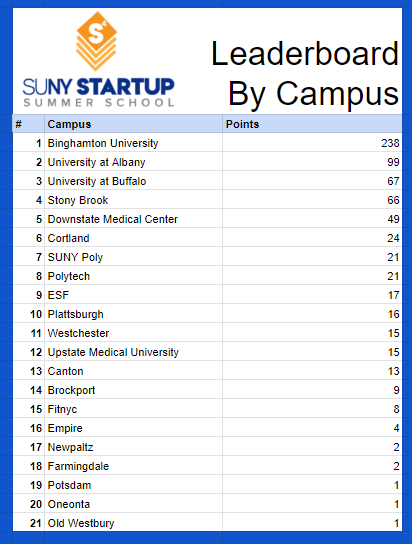 S4
SUNY STARTUP
SUMMER SCHOOL
Leaderboard
By Campus
# Campus Points
1 Binghamton University 238
2 University at Albany 99
3 University at Buffalo 67
4 Stony Brook 66
5 Downstate Medical Center 49
6 Cortland 24
7 SUNY Poly 21
8 Polytech 21
9 ESF 17
10 Plattsburgh 16
11 Westchester 15
12 Upstate Medical University 15
13 Canton 13
14 Brockport 9
15 Fitnyc 8
16 Empire 4
17 Newpaltz 2
18 Farmingdale 2
19 Potsdam 1
20 Oneonta 1
21 Old Westbury 1